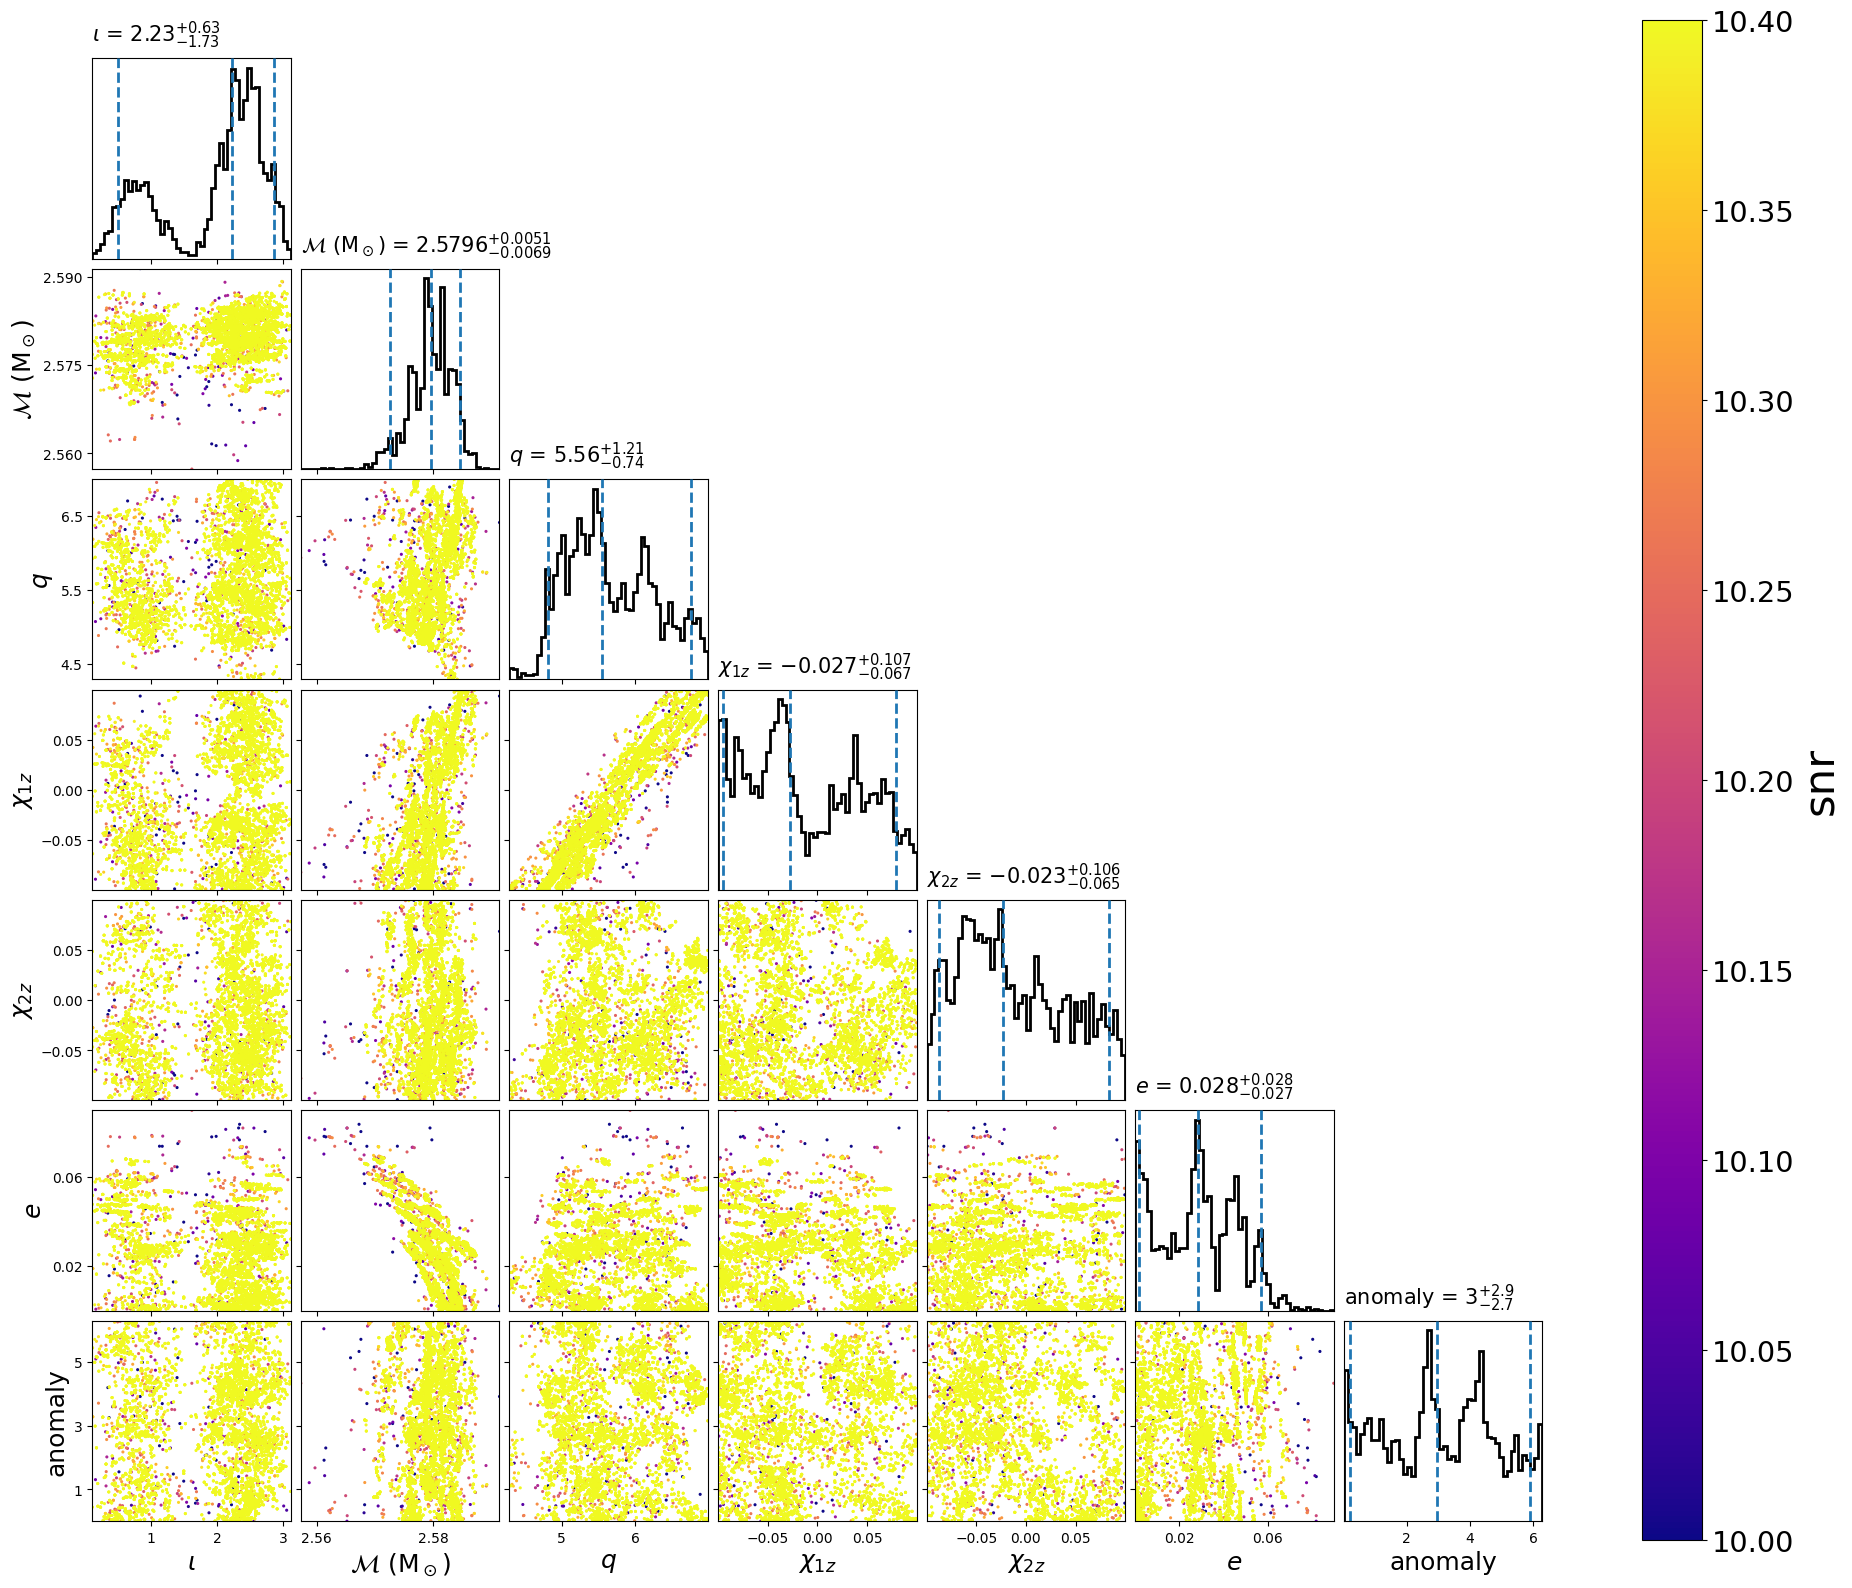 ι = 2.23 +0.63 −1.73
10.40
ℳ (M_⊙) = 2.5796 +0.0051 −0.0069
10.35
ℳ (M_⊙)
2.590
2.575
2.560
10.30
q = 5.56 +1.21 −0.74
q
6.5
5.5
4.5
10.25
χ1z = −0.027 +0.107 −0.067
χ1z
0.05
0.00
−0.05
10.20
snr
χ2z = −0.023 +0.106 −0.065
χ2z
0.05
0.00
−0.05
10.15
e = 0.028 +0.028 −0.027
e
0.06
0.02
10.10
anomaly = 3 +2.9 −2.7
anomaly
5
3
1
10.05
10.00
1 2 3 2.56 2.58 5 6 −0.05 0.00 0.05 −0.05 0.00 0.05 0.02 0.06 2 4 6
ι ℳ (M_⊙) q χ1z χ2z e anomaly